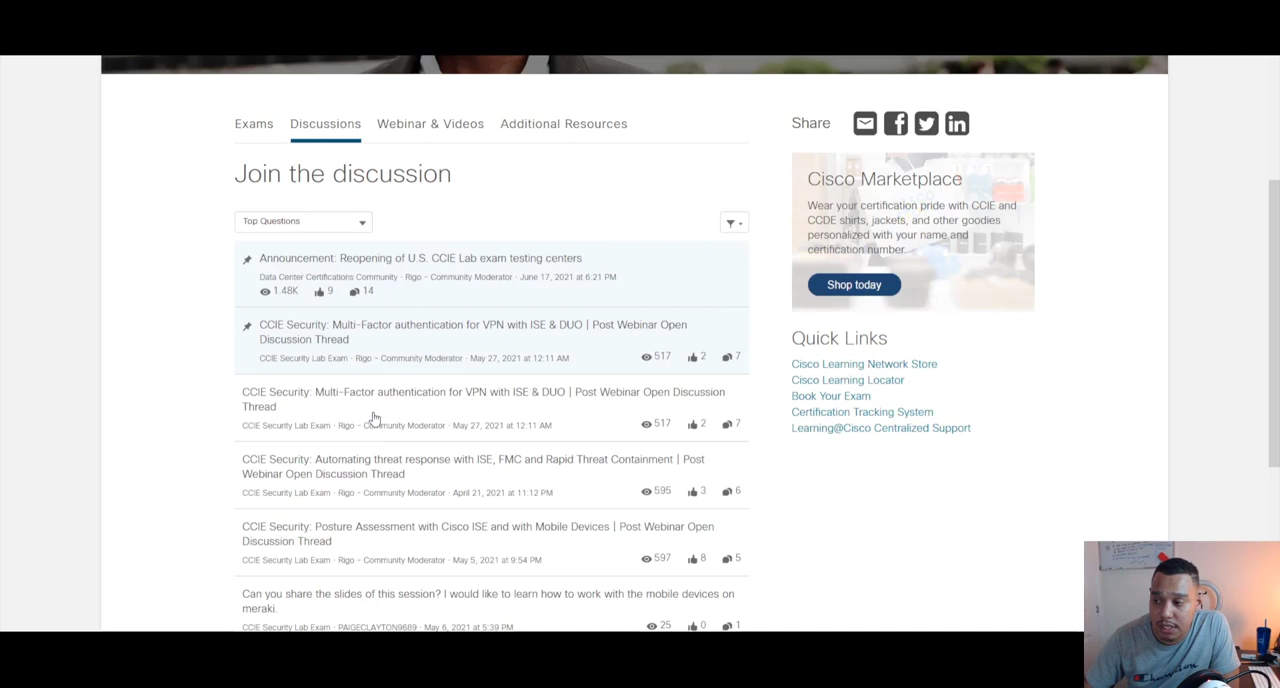 Exams Discussions Webinar & Videos Additional Resources
Join the discussion
Top Questions
Announcement: Reopening of U.S. CCIE Lab exam testing centers
Data Center Certifications Community · Rigo - Community Moderator · June 17, 2021 at 6:21 PM
1.48K 9 14
CCIE Security: Multi-Factor authentication for VPN with ISE & DUO | Post Webinar Open
Discussion Thread
CCIE Security Lab Exam · Rigo - Community Moderator · May 27, 2021 at 12:11 AM
517 2 7
CCIE Security: Multi-Factor authentication for VPN with ISE & DUO | Post Webinar Open Discussion
Thread
CCIE Security Lab Exam · Rigo - Community Moderator · May 27, 2021 at 12:11 AM
517 2 7
CCIE Security: Automating threat response with ISE, FMC and Rapid Threat Containment | Post
Webinar Open Discussion Thread
CCIE Security Lab Exam · Rigo - Community Moderator · April 21, 2021 at 11:12 PM
595 3 6
CCIE Security: Posture Assessment with Cisco ISE and with Mobile Devices | Post Webinar Open
Discussion Thread
CCIE Security Lab Exam · Rigo - Community Moderator · May 5, 2021 at 9:54 PM
597 8 5
Can you share the slides of this session? I would like to learn how to work with the mobile devices on
meraki.
CCIE Security Lab Exam · PAIGECLAYTON9689 · May 6, 2021 at 5:39 PM
25 0 1
Share
Cisco Marketplace
Wear your certification pride with CCIE and
CCDE shirts, jackets, and other goodies
personalized with your name and
certification number.
Shop today
Quick Links
Cisco Learning Network Store
Cisco Learning Locator
Book Your Exam
Certification Tracking System
Learning@Cisco Centralized Support
Champion